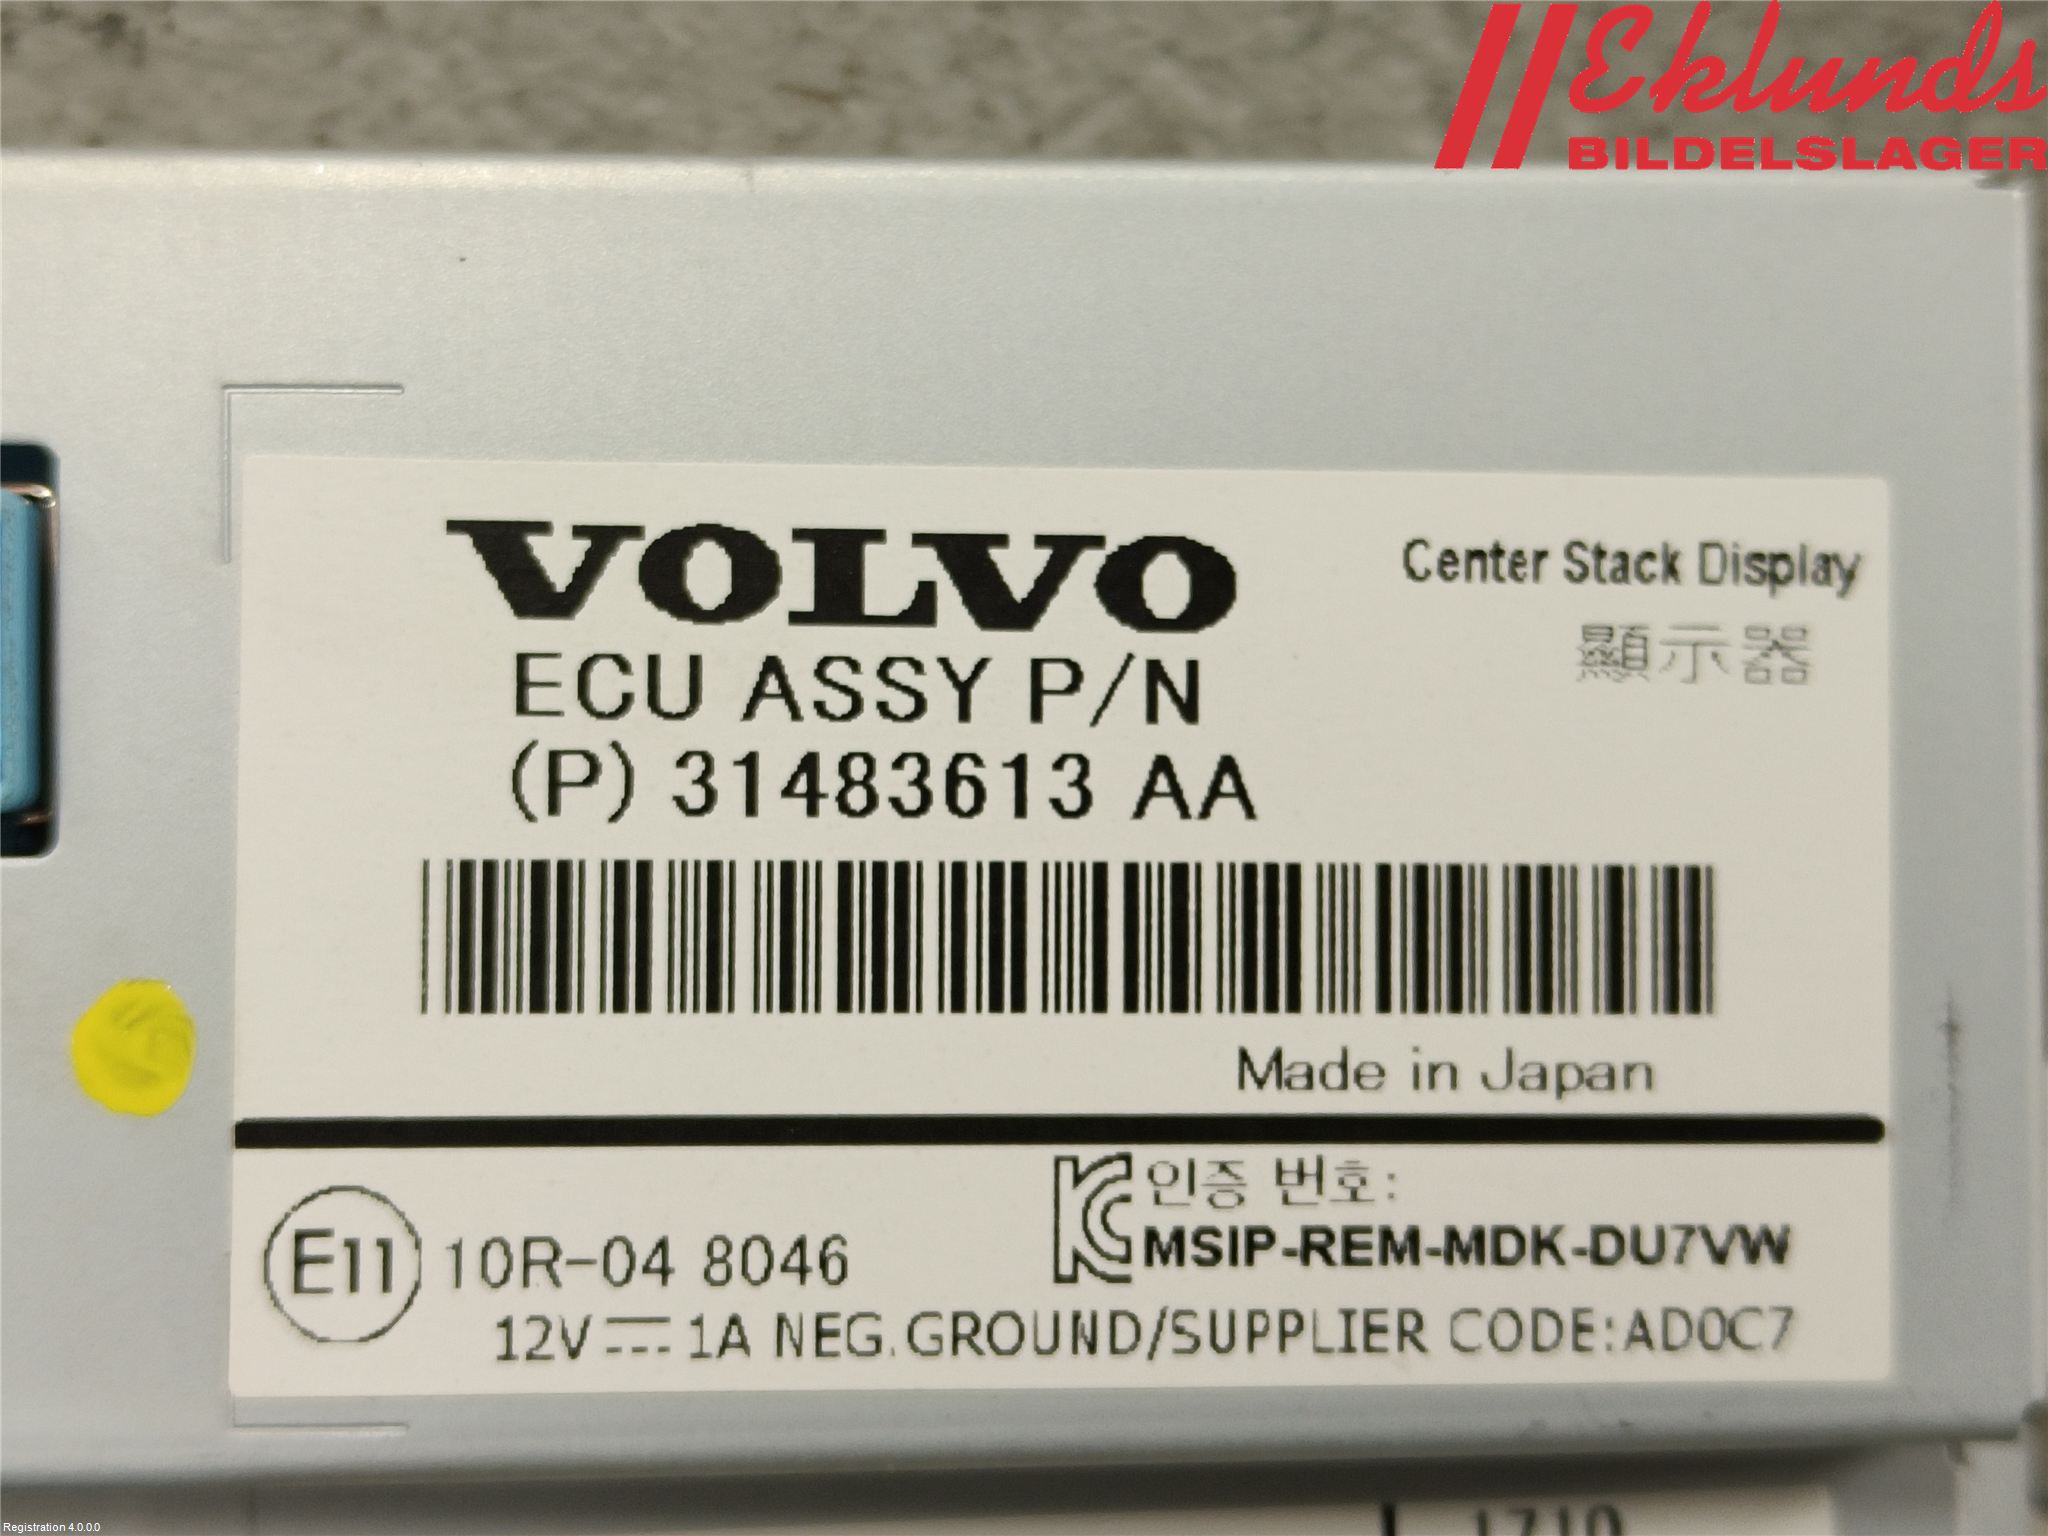 Eklunds
BILDELSLAGER
VOLVO
Center Stack Display
顯示器
ECU ASSY P/N
(P) 31483613 AA
Made in Japan
E11 10R-04 8046
인증 번호:
MSIP-REM-MDK-DU7VW
12V 1A NEG.GROUND/SUPPLIER CODE:AD0C7
Registration 4.0.0.0